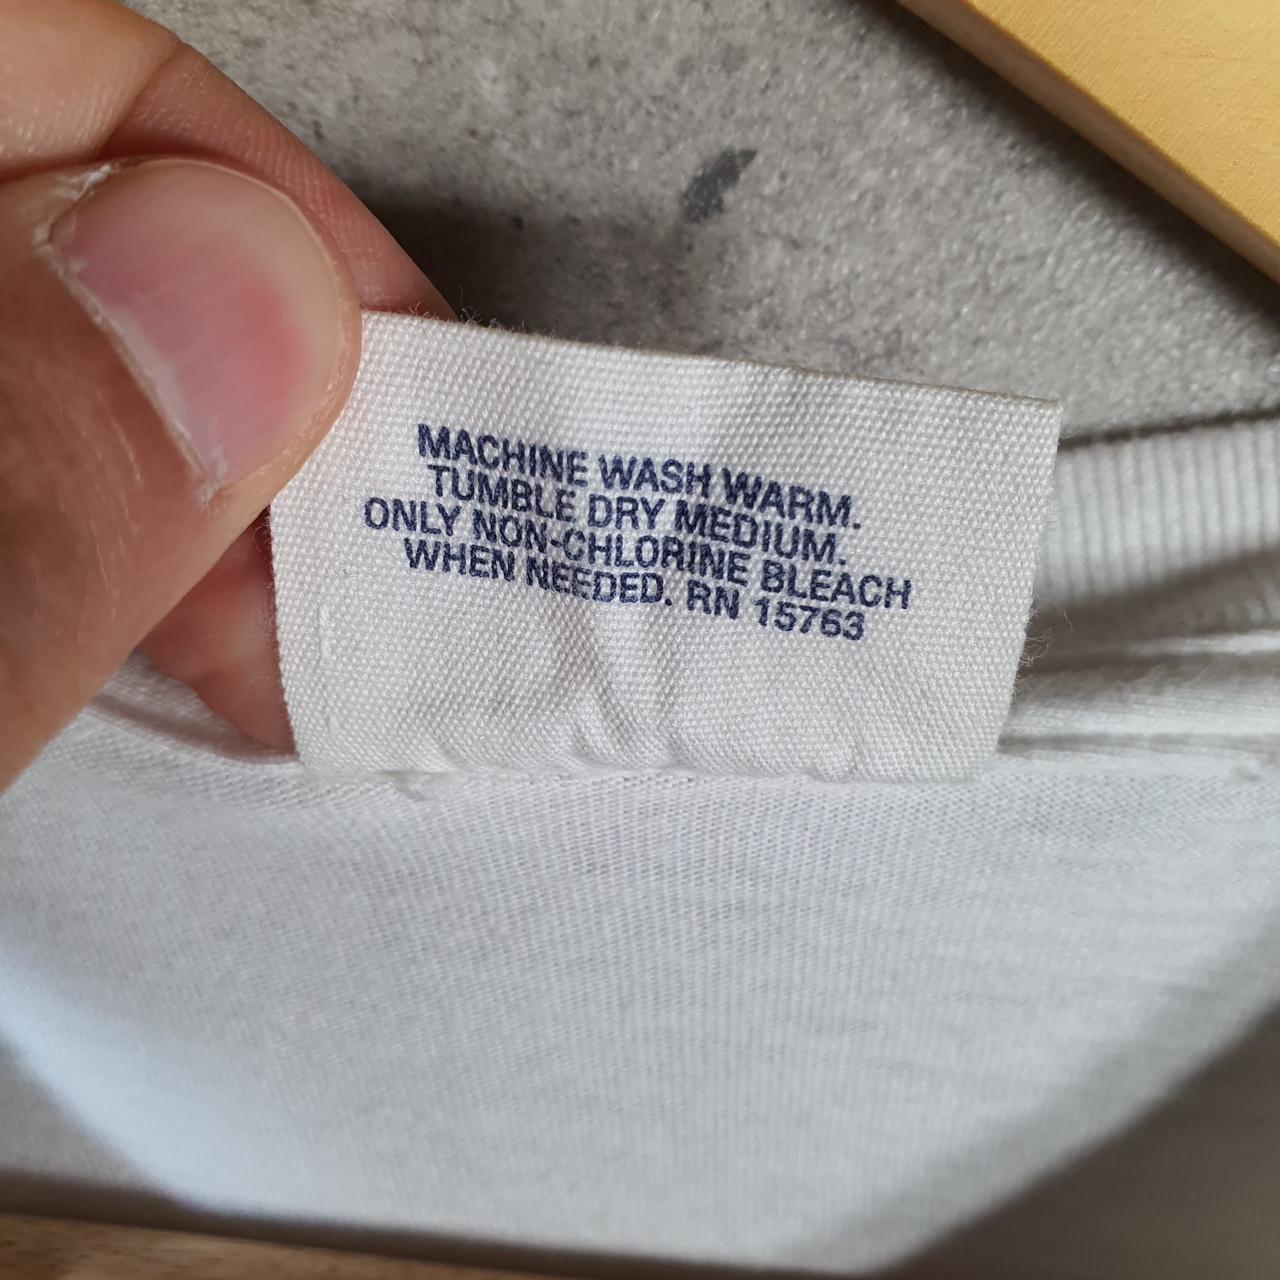 MACHINE WASH WARM.
TUMBLE DRY MEDIUM.
ONLY NON-CHLORINE BLEACH
WHEN NEEDED. RN 15763